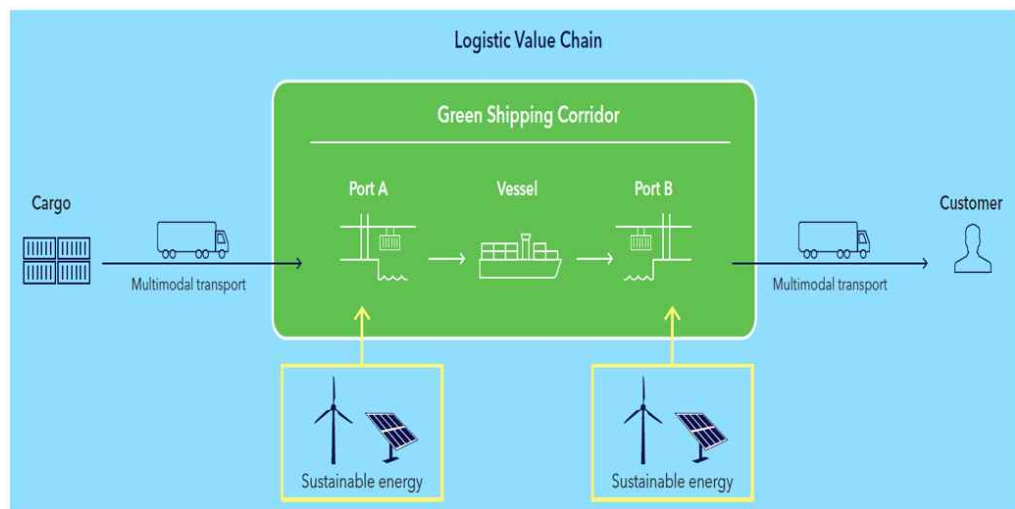 Logistic Value Chain
Green Shipping Corridor
Port A
Vessel
Port B
Cargo
Customer
Multimodal transport
Multimodal transport
Sustainable energy
Sustainable energy